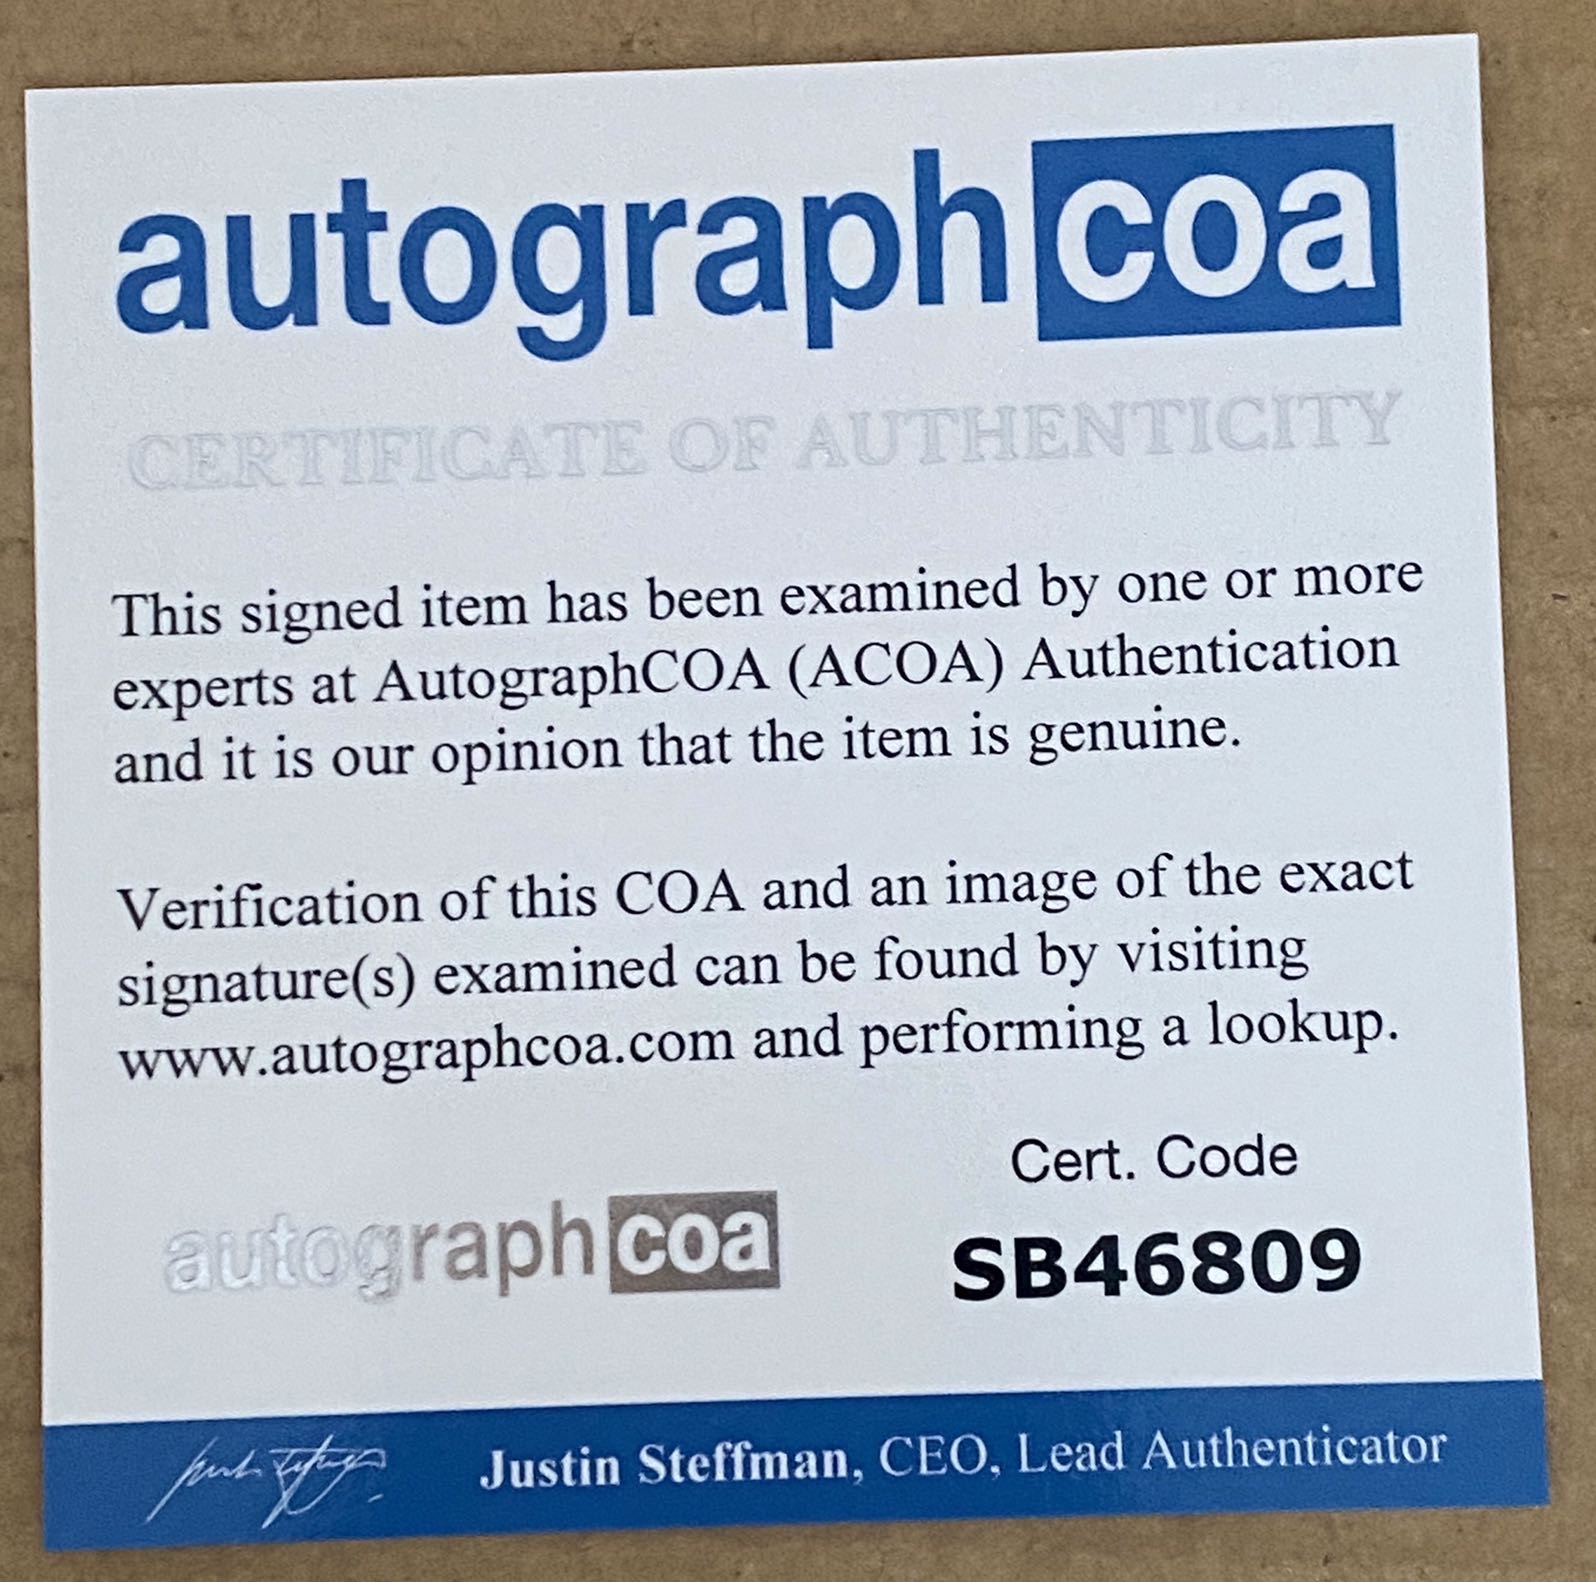 autographcoa
CERTIFICATE OF AUTHENTICITY
This signed item has been examined by one or more
experts at AutographCOA (ACOA) Authentication
and it is our opinion that the item is genuine.
Verification of this COA and an image of the exact
signature(s) examined can be found by visiting
www.autographcoa.com and performing a lookup.
Cert. Code
autographcoa SB46809
Justin Steffman, CEO, Lead Authenticator